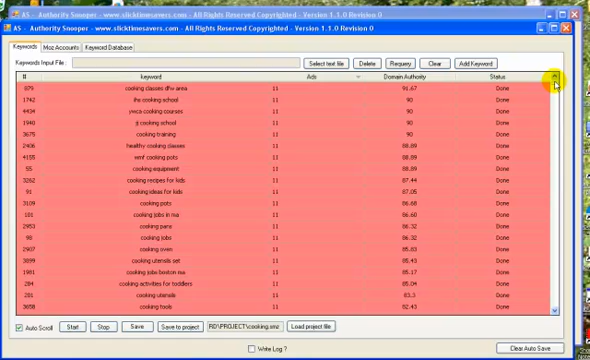 AS - Authority Snooper - www.slicktimesavers.com - All Rights Reserved Copyrighted - Version 1.1.0 Revision 0
AS - Authority Snooper - www.slicktimesavers.com - All Rights Reserved Copyrighted - Version 1.1.0 Revision 0
Keywords Moz Accounts Keyword Database
Keywords Input File : Select text file Delete Requery Clear Add Keyword
# keyword Ads Domain Authority Status
879 cooking classes dfw area 11 91.67 Done
1742 ihs cooking school 11 90 Done
4434 ywca cooking courses 11 90 Done
1940 jj cooking school 11 90 Done
3675 cooking training 11 90 Done
2406 healthy cooking classes 11 88.89 Done
4155 wmf cooking pots 11 88.89 Done
55 cooking equipment 11 88.89 Done
3262 cooking recipes for kids 11 87.44 Done
91 cooking ideas for kids 11 87.05 Done
3109 cooking pots 11 86.68 Done
101 cooking jobs in ma 11 86.60 Done
2953 cooking pans 11 86.32 Done
98 cooking jobs 11 86.32 Done
2907 cooking oven 11 85.83 Done
3899 cooking utensils set 11 85.43 Done
1981 cooking jobs boston ma 11 85.17 Done
284 cooking activities for toddlers 11 85.04 Done
281 cooking utensils 11 83.3 Done
3658 cooking tools 11 82.43 Done
Auto Scroll Start Stop Save Save to project RD\PROJECT\cooking.xmz Load project file
Write Log ? Clear Auto Save